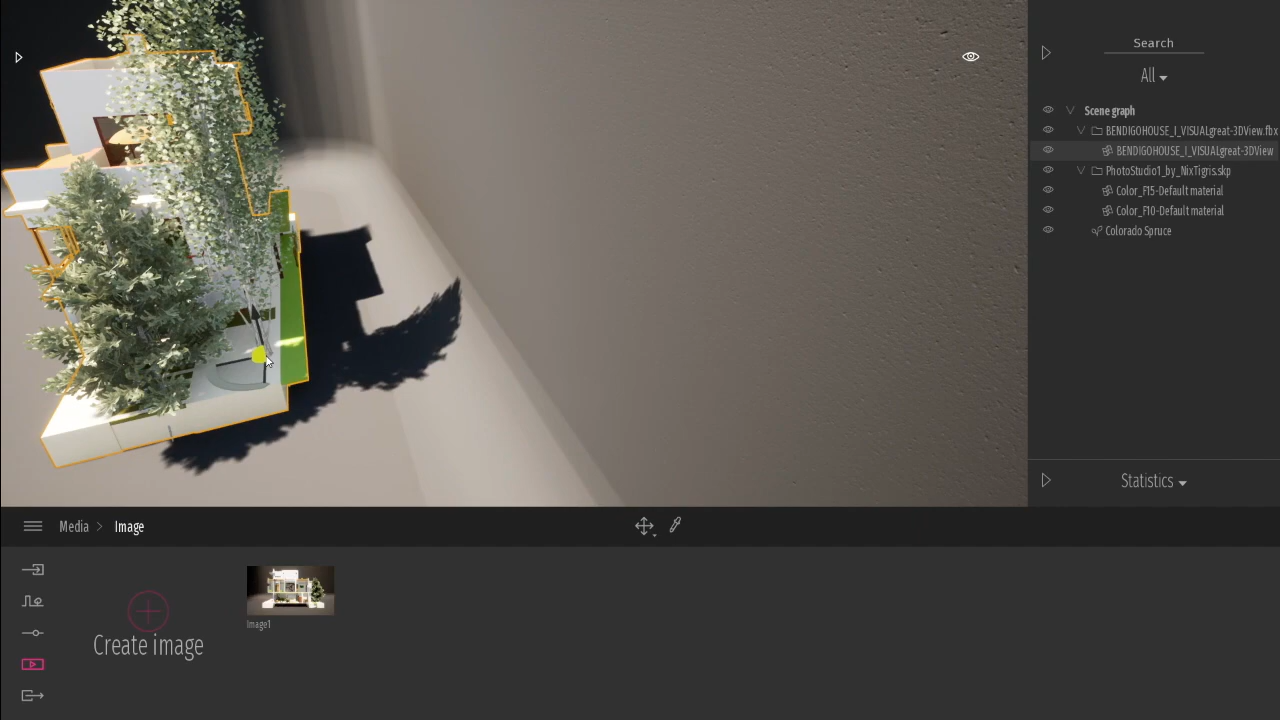 Search
All
Scene graph
BENDIGOHOUSE_I_VISUALgreat-3DView.fbx
BENDIGOHOUSE_I_VISUALgreat-3DView
PhotoStudio1_by_NixTigris.skp
Color_F15-Default material
Color_F10-Default material
Colorado Spruce
Statistics
Media > Image
Create image
Image1